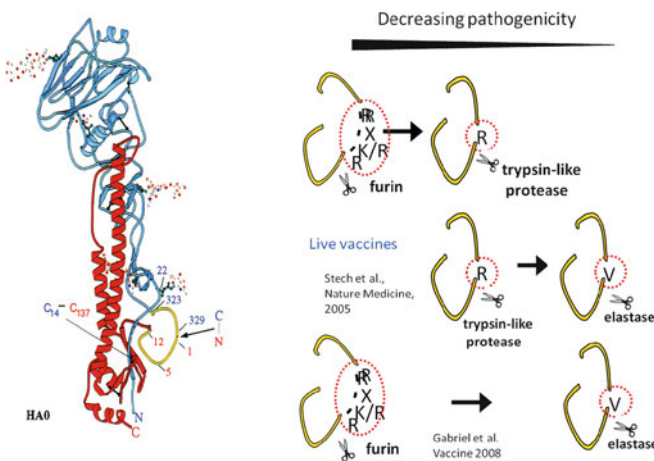 Decreasing pathogenicity
C14– C137
22
323
329
C
N
12
1
5
N
C
HA0
R
X
K/R
R
furin
R
trypsin-like
protease
Live vaccines
Stech et al.,
Nature Medicine,
2005
R
trypsin-like
protease
V
elastase
R
X
K/R
R
furin
Gabriel et al.
Vaccine 2008
V
elastase